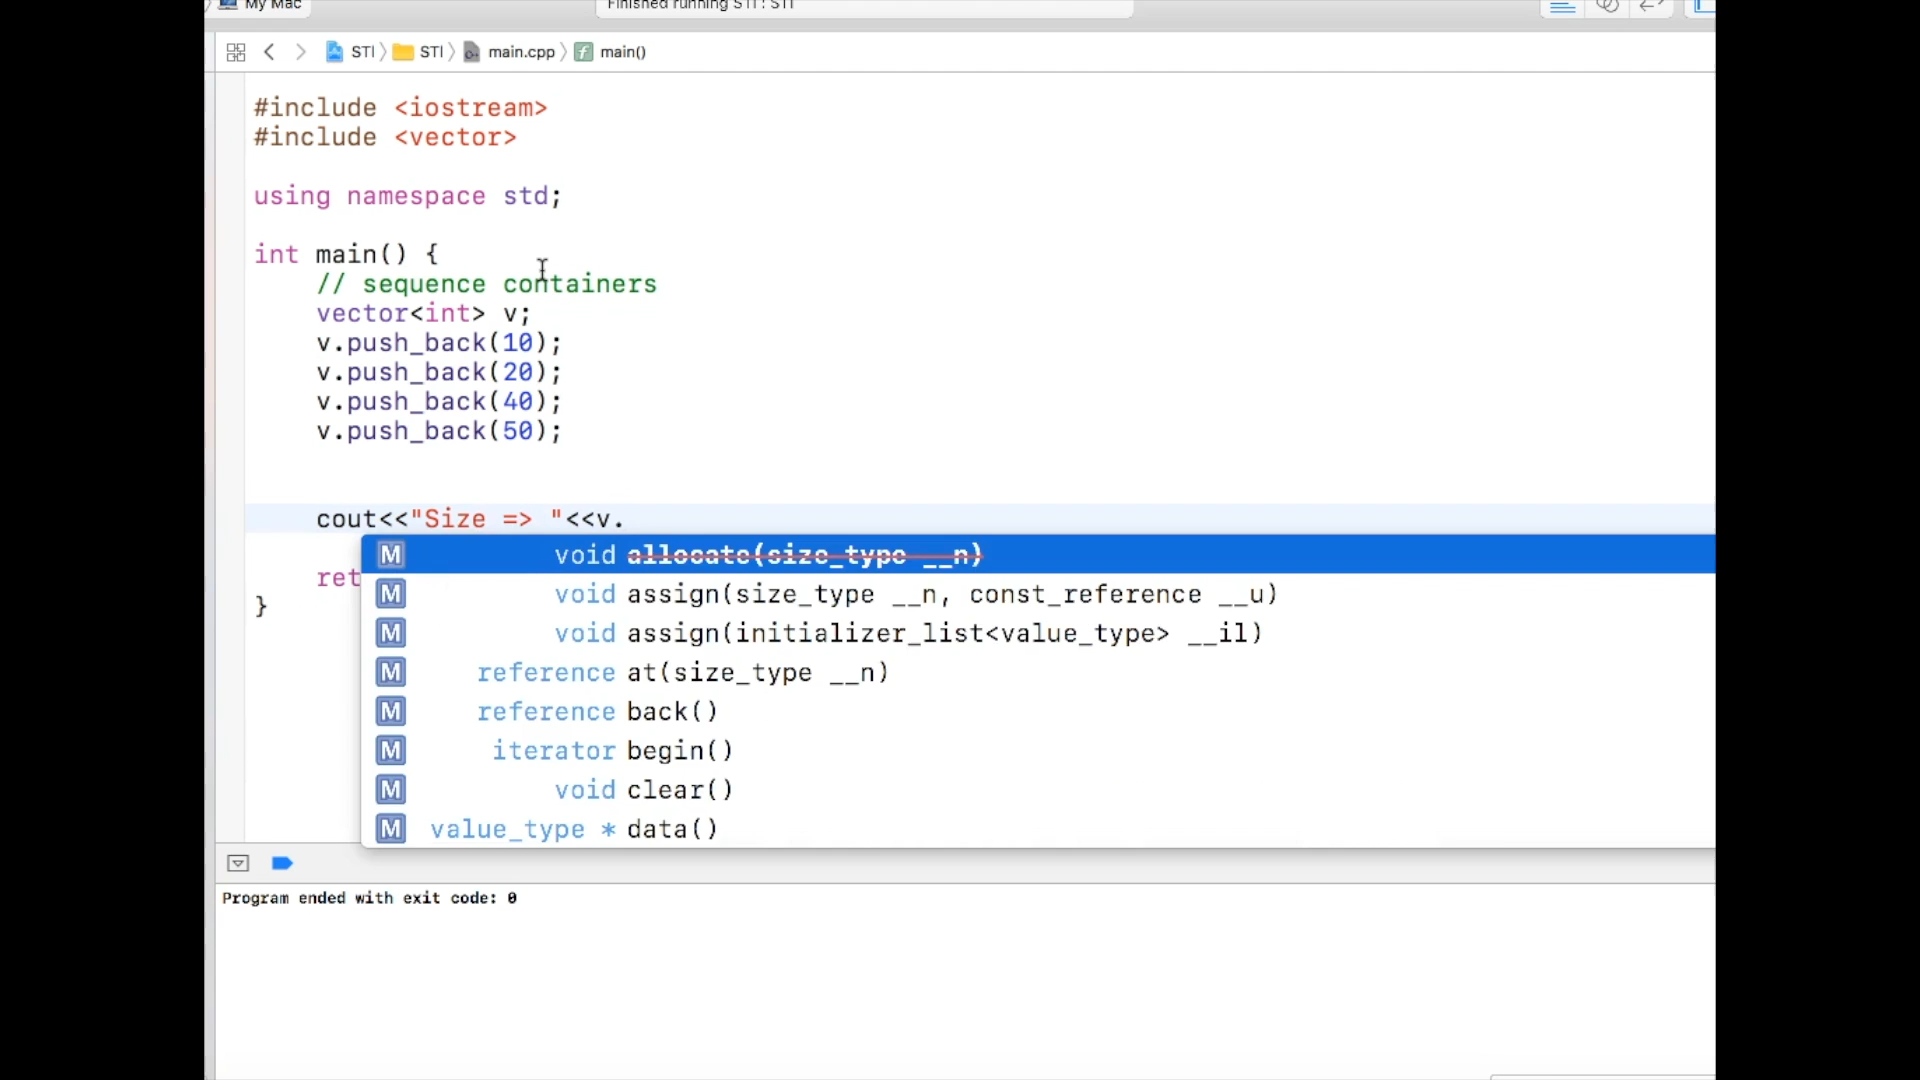 My Mac
Finished running STI : STI
STI 〉 STI 〉 main.cpp 〉 main()
#include <iostream>
#include <vector>
using namespace std;
int main() {
// sequence containers
vector<int> v;
v.push_back(10);
v.push_back(20);
v.push_back(40);
v.push_back(50);
cout<<"Size => "<<v.
M void allocate(size_type __n)
ret
M void assign(size_type __n, const_reference __u)
}
M void assign(initializer_list<value_type> __il)
M reference at(size_type __n)
M reference back()
M iterator begin()
M void clear()
M value_type * data()
Program ended with exit code: 0